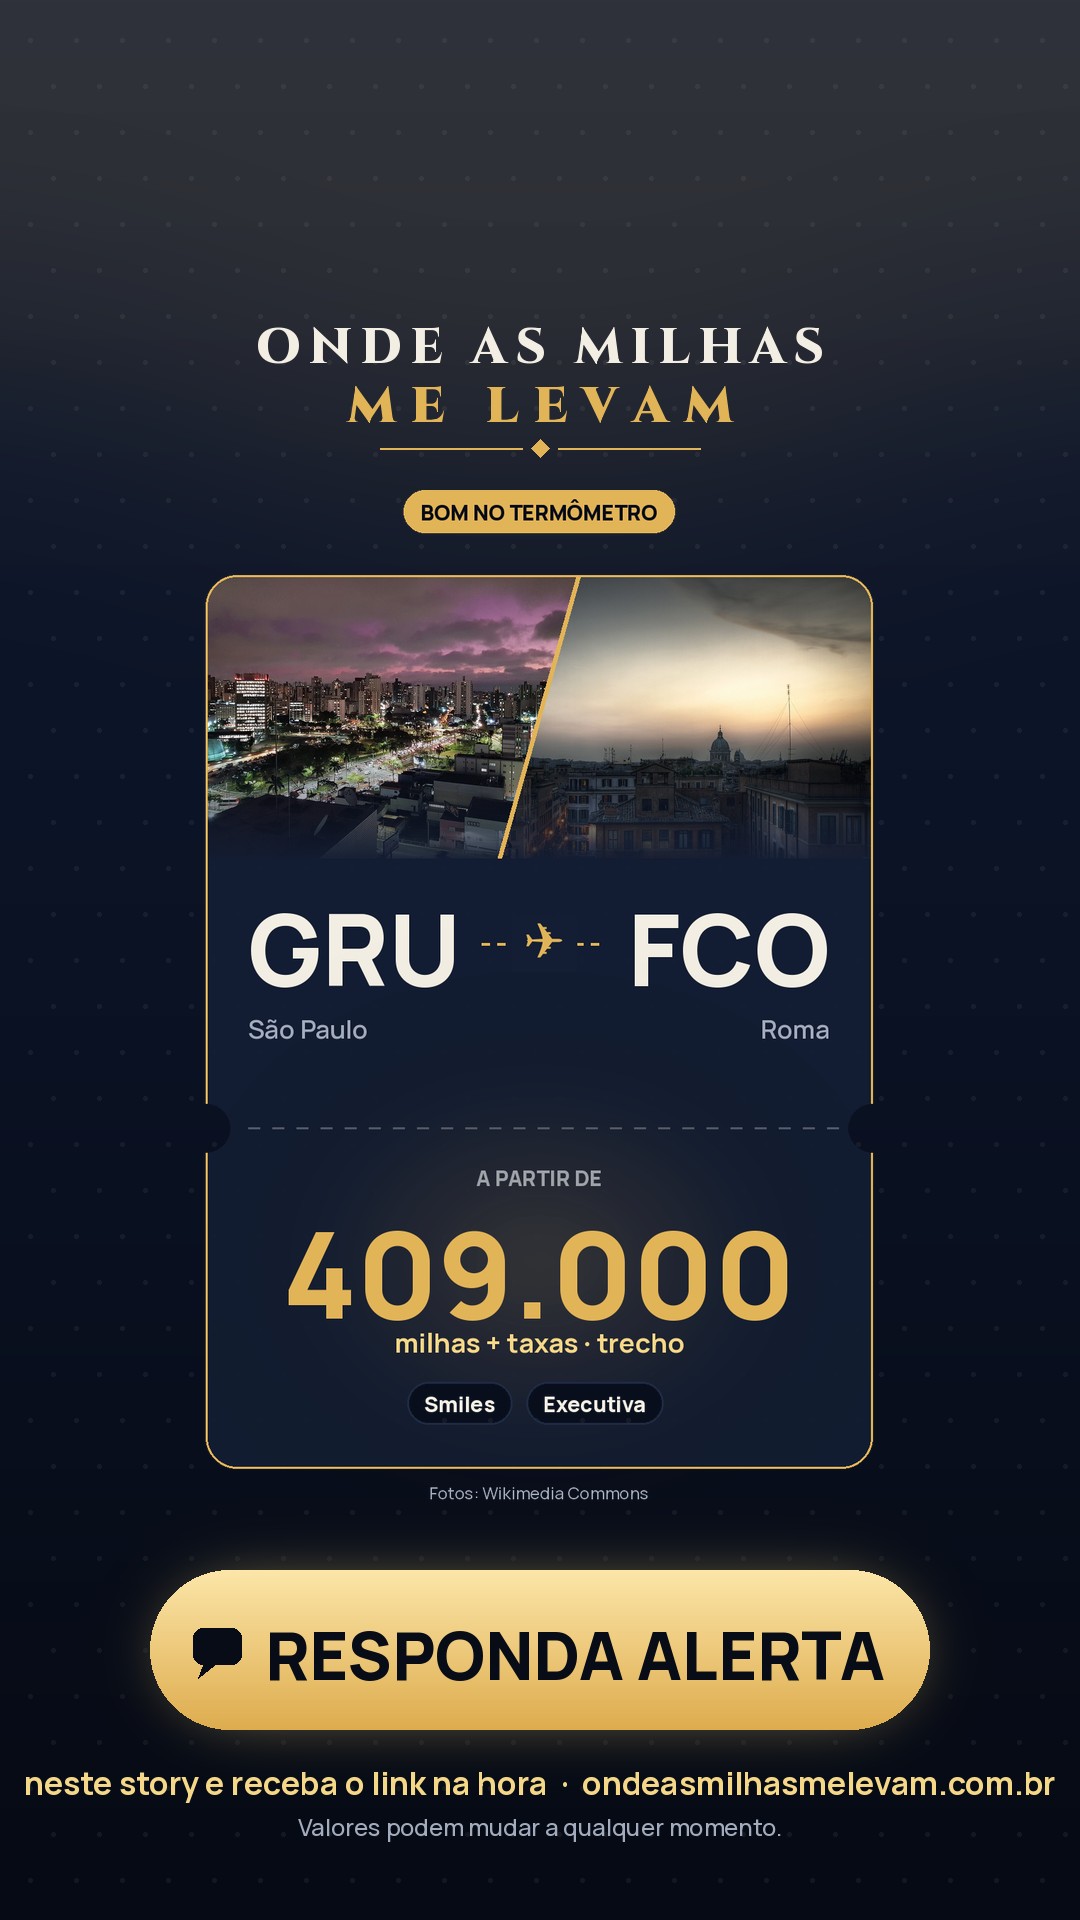 ONDE AS MILHAS
ME LEVAM
BOM NO TERMÔMETRO
GRU -- ✈ -- FCO
São Paulo Roma
A PARTIR DE
409.000
milhas + taxas · trecho
Smiles Executiva
Fotos: Wikimedia Commons
RESPONDA ALERTA
neste story e receba o link na hora · ondeasmilhasmelevam.com.br
Valores podem mudar a qualquer momento.